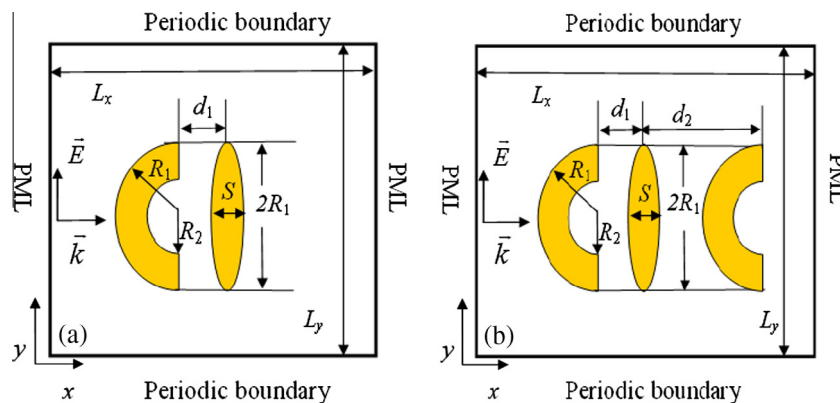 Periodic boundary
Lx
d1
E
R1
S
2R1
k
R2
Ly
PML
PML
y
x
(a)
Periodic boundary
Periodic boundary
Lx
d1
d2
E
R1
S
2R1
k
R2
Ly
PML
PML
y
x
(b)
Periodic boundary